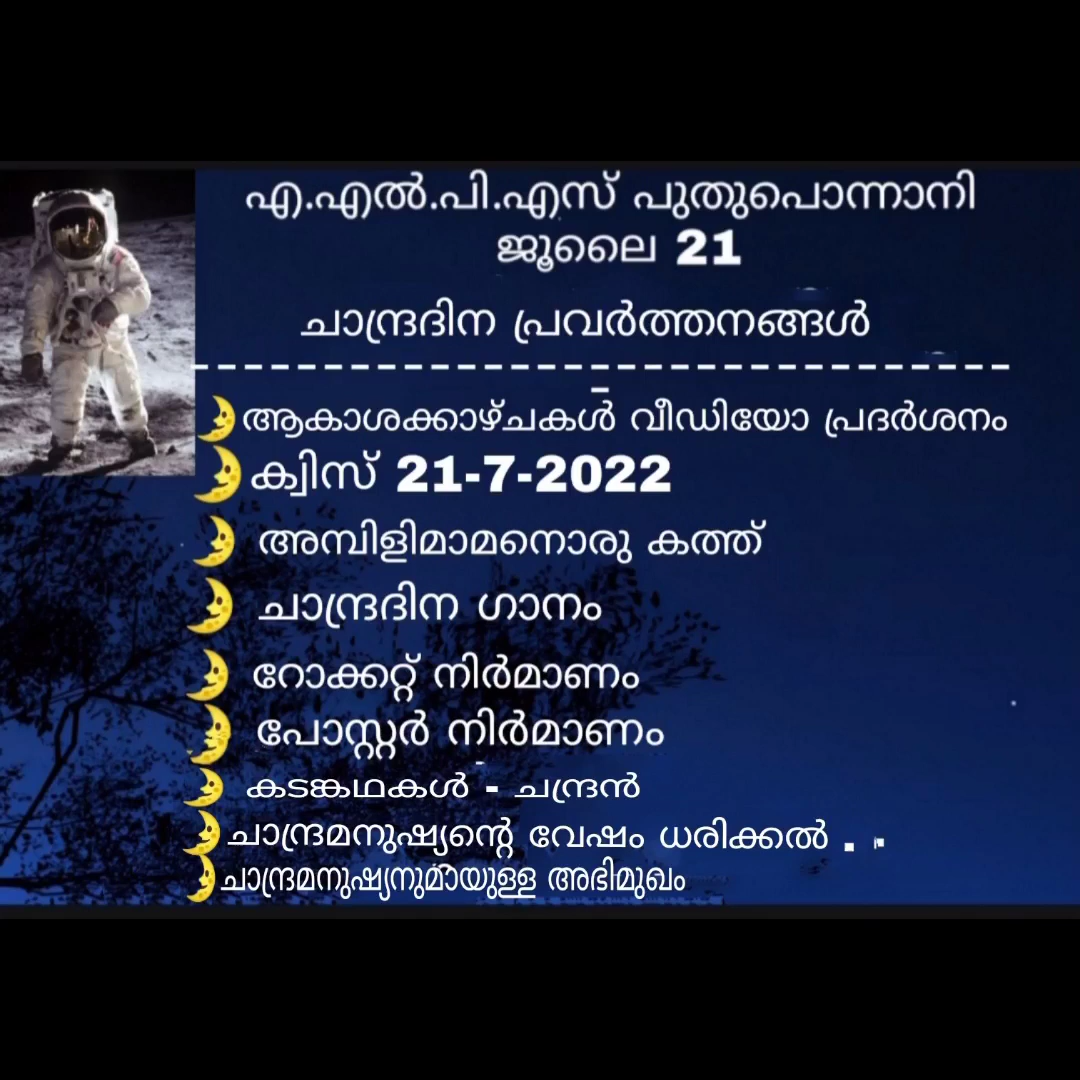 എ.എൽ.പി.എസ് പുതുപൊന്നാനി
ജൂലൈ 21
ചാന്ദ്രദിന പ്രവർത്തനങ്ങൾ
ആകാശക്കാഴ്ചകൾ വീഡിയോ പ്രദർശനം
ക്വിസ് 21-7-2022
അമ്പിളിമാമനൊരു കത്ത്
ചാന്ദ്രദിന ഗാനം
റോക്കറ്റ് നിർമാണം
പോസ്റ്റർ നിർമാണം
കടങ്കഥകൾ - ചന്ദ്രൻ
ചാന്ദ്രമനുഷ്യന്റെ വേഷം ധരിക്കൽ . .
ചാന്ദ്രമനുഷ്യനുമായുള്ള അഭിമുഖം